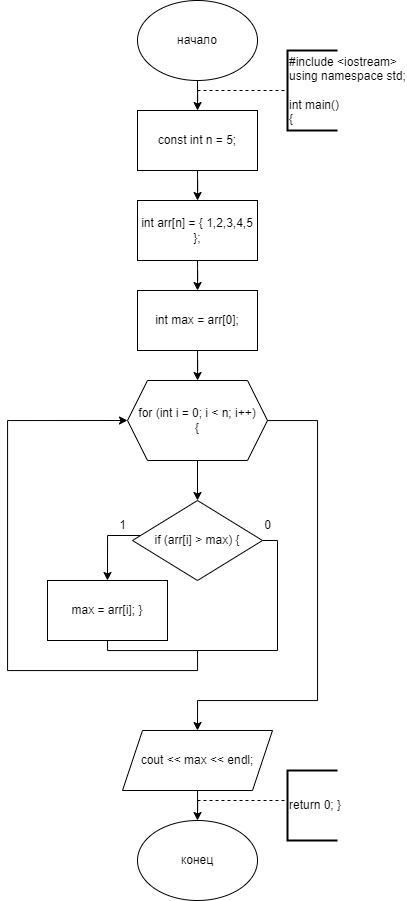 начало
#include <iostream>
using namespace std;
int main()
{
const int n = 5;
int arr[n] = { 1,2,3,4,5
};
int max = arr[0];
for (int i = 0; i < n; i++)
{
1
0
if (arr[i] > max) {
max = arr[i]; }
cout << max << endl;
return 0; }
конец